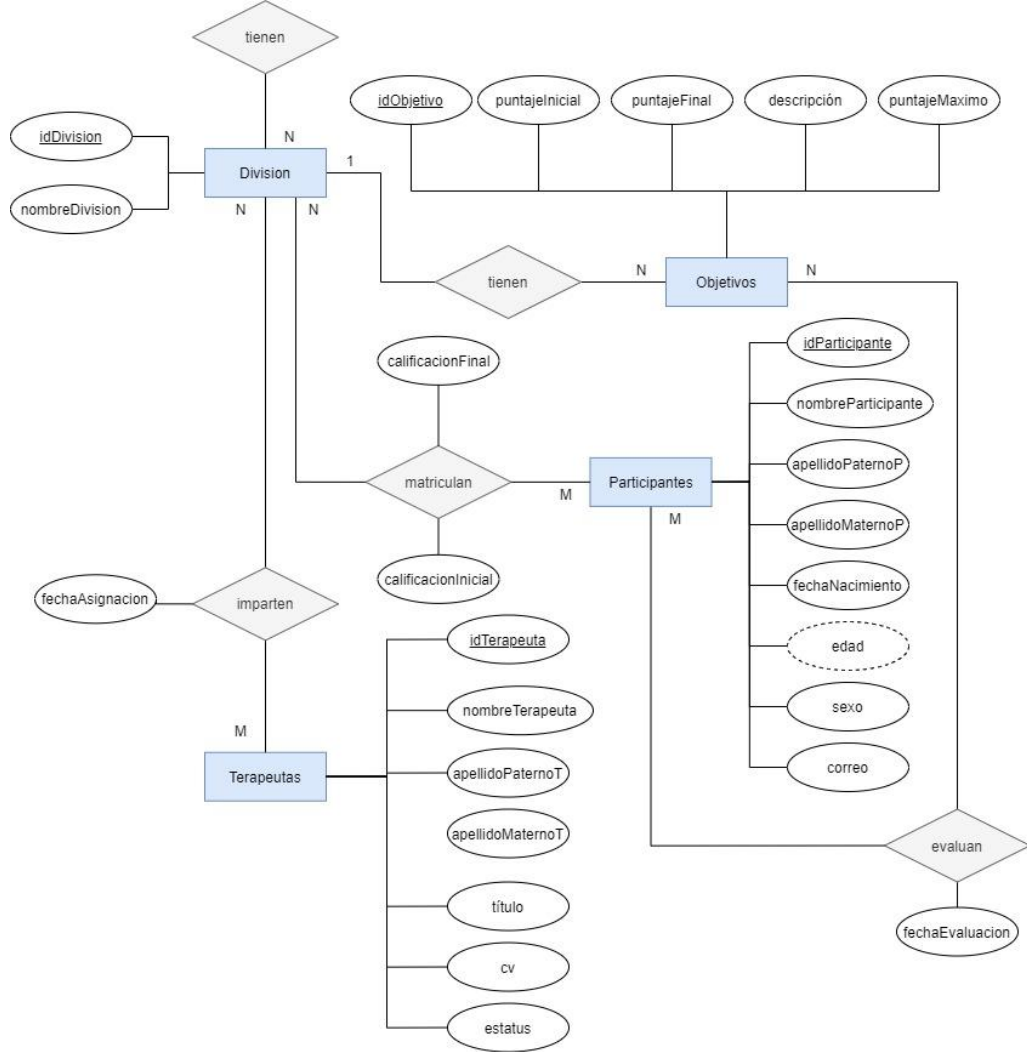 tienen
idObjetivo
puntajeInicial
puntajeFinal
descripción
puntajeMaximo
idDivision
N
1
Division
nombreDivision
N
N
tienen
N
Objetivos
N
calificacionFinal
idParticipante
nombreParticipante
apellidoPaternoP
matriculan
M
Participantes
M
apellidoMaternoP
calificacionInicial
fechaNacimiento
fechaAsignacion
imparten
idTerapeuta
edad
nombreTerapeuta
sexo
M
Terapeutas
apellidoPaternoT
correo
apellidoMaternoT
evaluan
título
fechaEvaluacion
cv
estatus